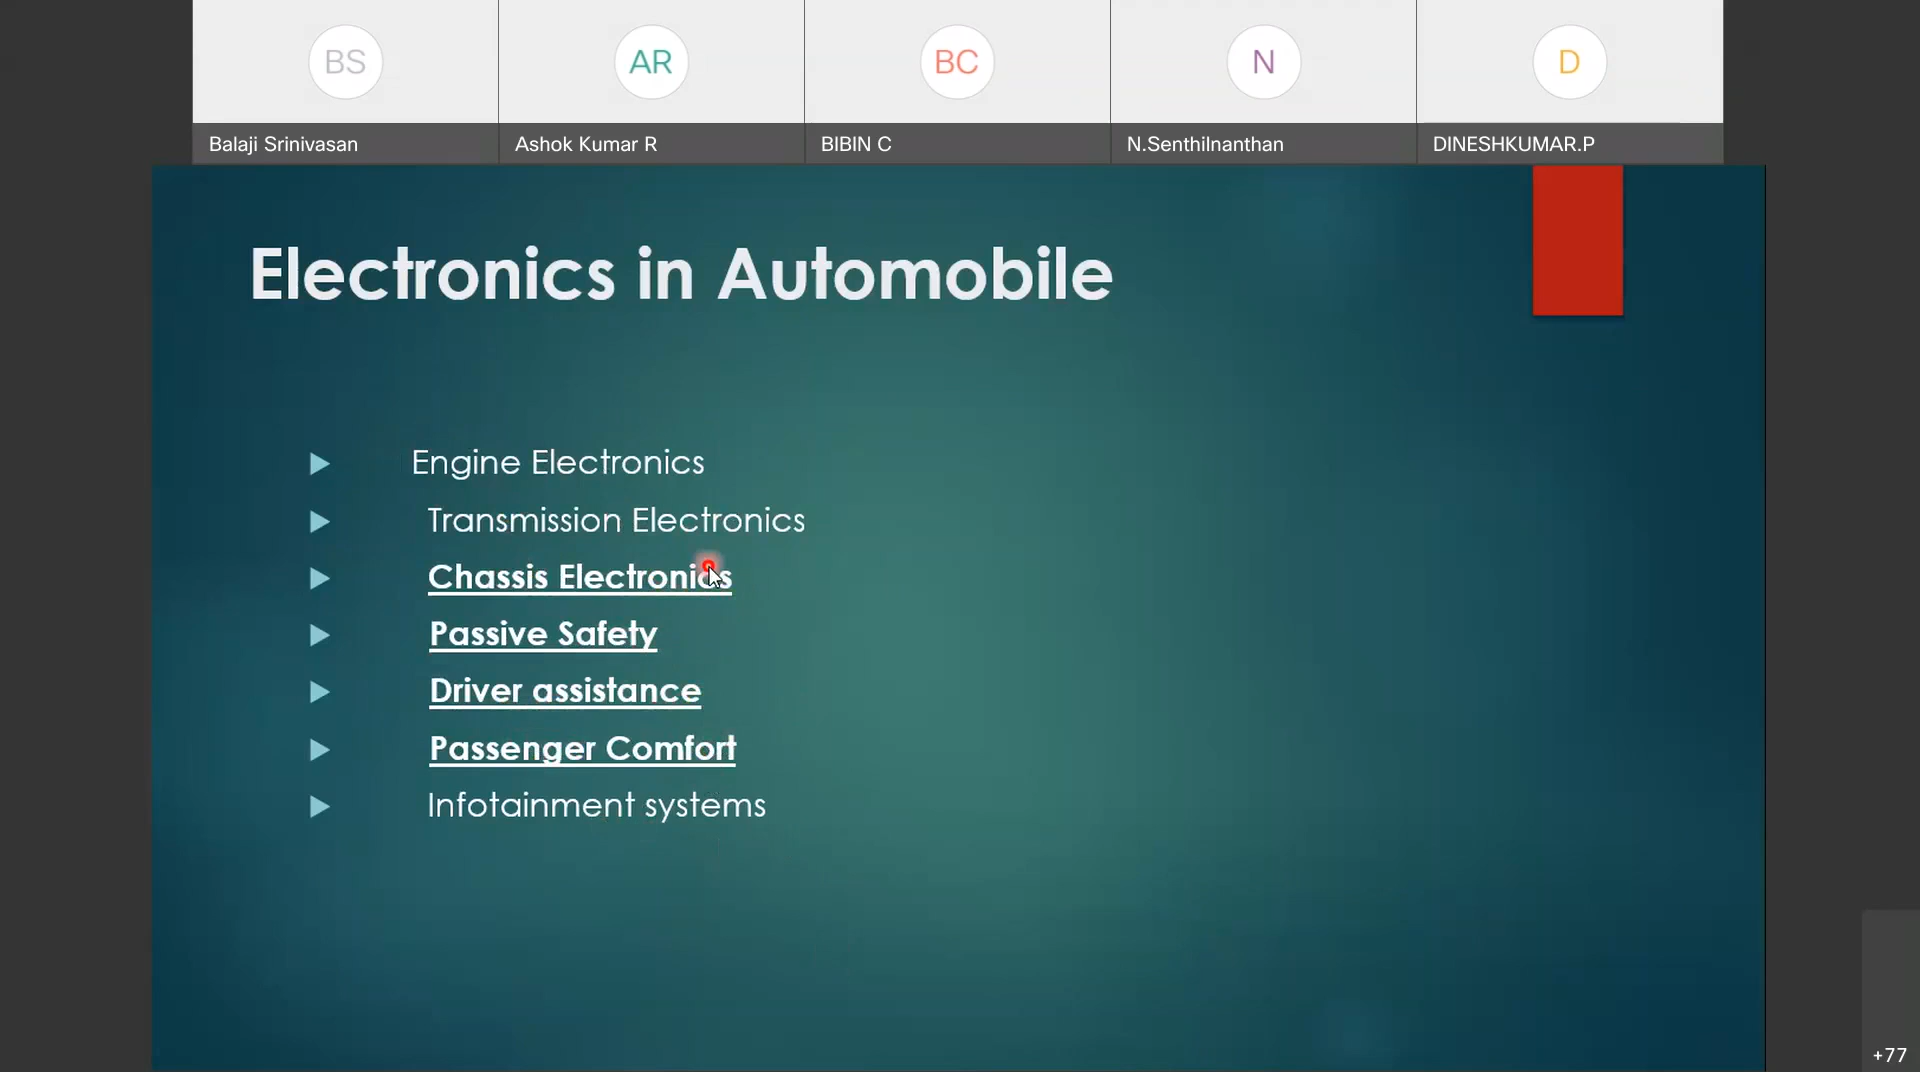 BS
AR
BC
N
D
Balaji Srinivasan
Ashok Kumar R
BIBIN C
N.Senthilnanthan
DINESHKUMAR.P
Electronics in Automobile
Engine Electronics
Transmission Electronics
Chassis Electronics
Passive Safety
Driver assistance
Passenger Comfort
Infotainment systems
+77